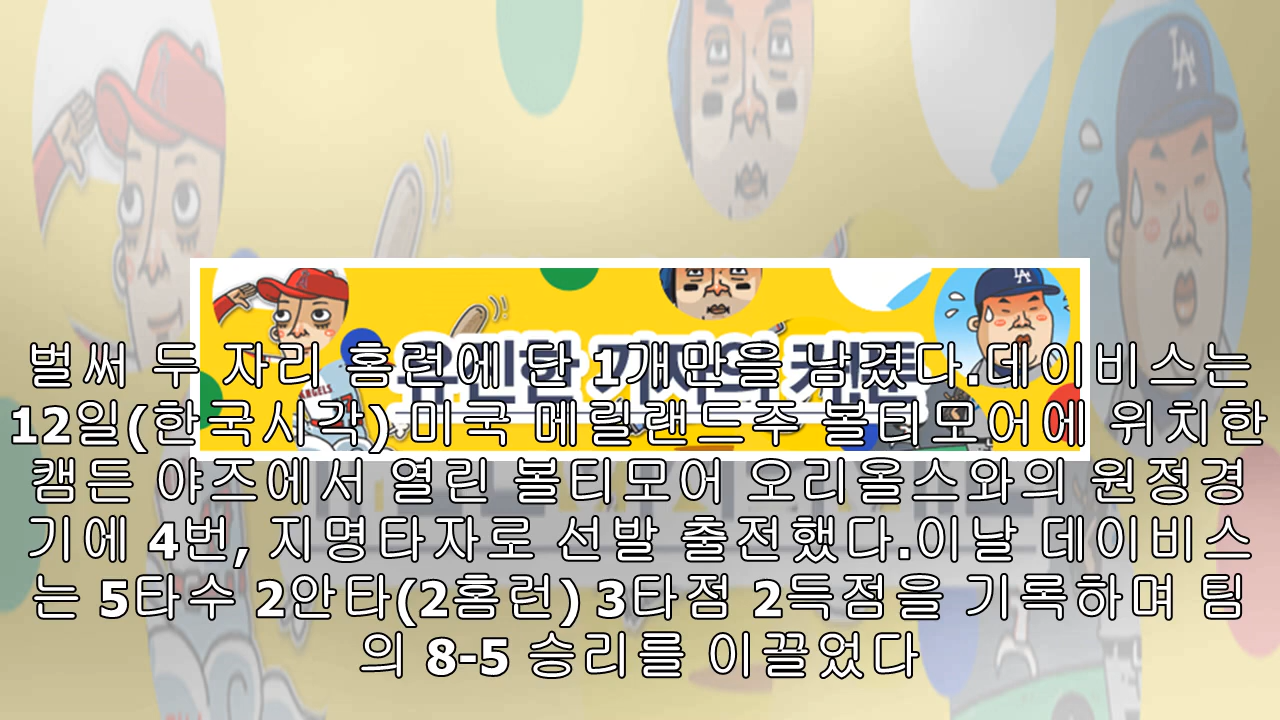 벌써 두 자리 홈런에 단 1개만을 남겼다.데이비스는
12일(한국시각) 미국 메릴랜드주 볼티모어에 위치한
캠든 야즈에서 열린 볼티모어 오리올스와의 원정경
기에 4번, 지명타자로 선발 출전했다.이날 데이비스
는 5타수 2안타(2홈런) 3타점 2득점을 기록하며 팀
의 8-5 승리를 이끌었다
LA
ANGELS